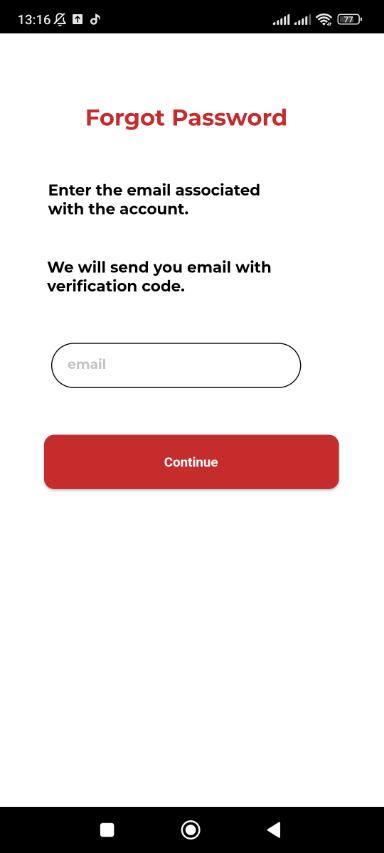 13:16
77
Forgot Password
Enter the email associated
with the account.
We will send you email with
verification code.
email
Continue